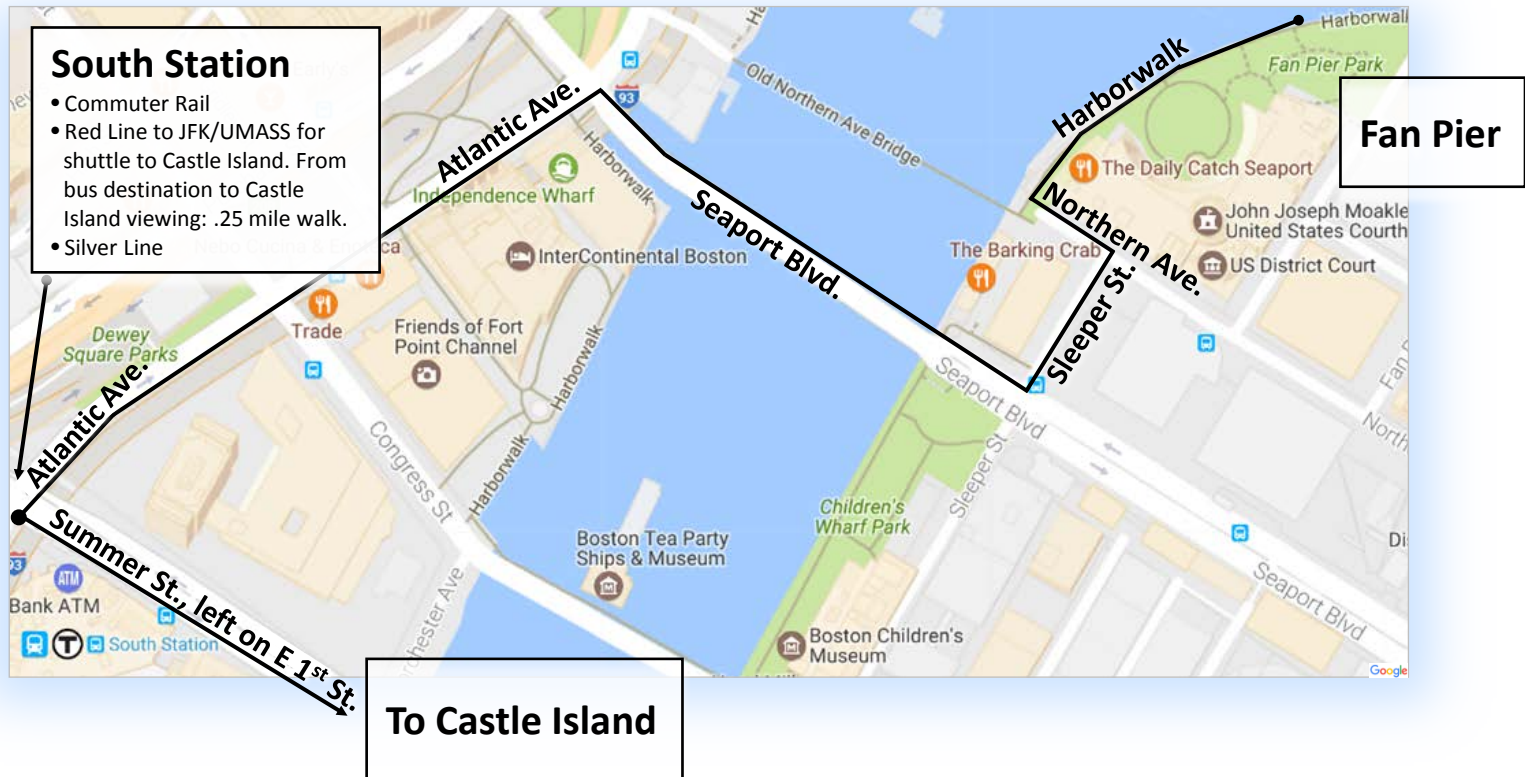 South Station
• Commuter Rail
• Red Line to JFK/UMASS for
shuttle to Castle Island. From
bus destination to Castle
Island viewing: .25 mile walk.
• Silver Line
Fan Pier
To Castle Island
Atlantic Ave.
Atlantic Ave.
Seaport Blvd.
Sleeper St.
Northern Ave.
Harborwalk
Summer St., left on E 1st St.
Harborwalk
Fan Pier Park
93
Old Northern Ave Bridge
The Daily Catch Seaport
John Joseph Moakle
United States Courth
US District Court
The Barking Crab
Harborwalk
Independence Wharf
InterContinental Boston
Trade
Friends of Fort
Point Channel
Dewey
Square Parks
Harborwalk
Harborwalk
Congress St
Seaport Blvd
Sleeper St
Children's
Wharf Park
Boston Tea Party
Ships & Museum
Boston Children's
Museum
Seaport Blvd
North
Fan
Di
93
ATM
Bank ATM
T
South Station
rchester Ave
Google